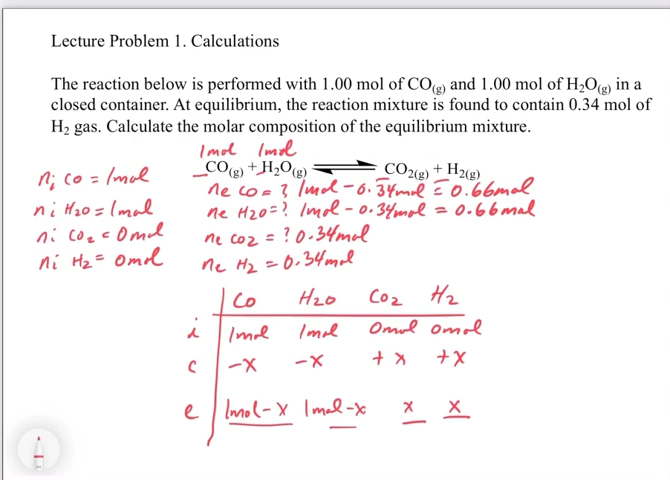 Lecture Problem 1. Calculations
The reaction below is performed with 1.00 mol of CO(g) and 1.00 mol of H2O(g) in a
closed container. At equilibrium, the reaction mixture is found to contain 0.34 mol of
H2 gas. Calculate the molar composition of the equilibrium mixture.
1mol 1mol
CO(g) + H2O(g) ⇌ CO2(g) + H2(g)
ni CO = 1mol
ne CO = ? 1mol - 0.34mol = 0.66mol
ni H2O = 1mol
ne H2O = ? 1mol - 0.34mol = 0.66mol
ni CO2 = 0mol
ne CO2 = ? 0.34mol
ni H2 = 0mol
ne H2 = 0.34mol
CO H2O CO2 H2
i 1mol 1mol 0mol 0mol
c -x -x +x +x
e 1mol-x 1mol-x x x